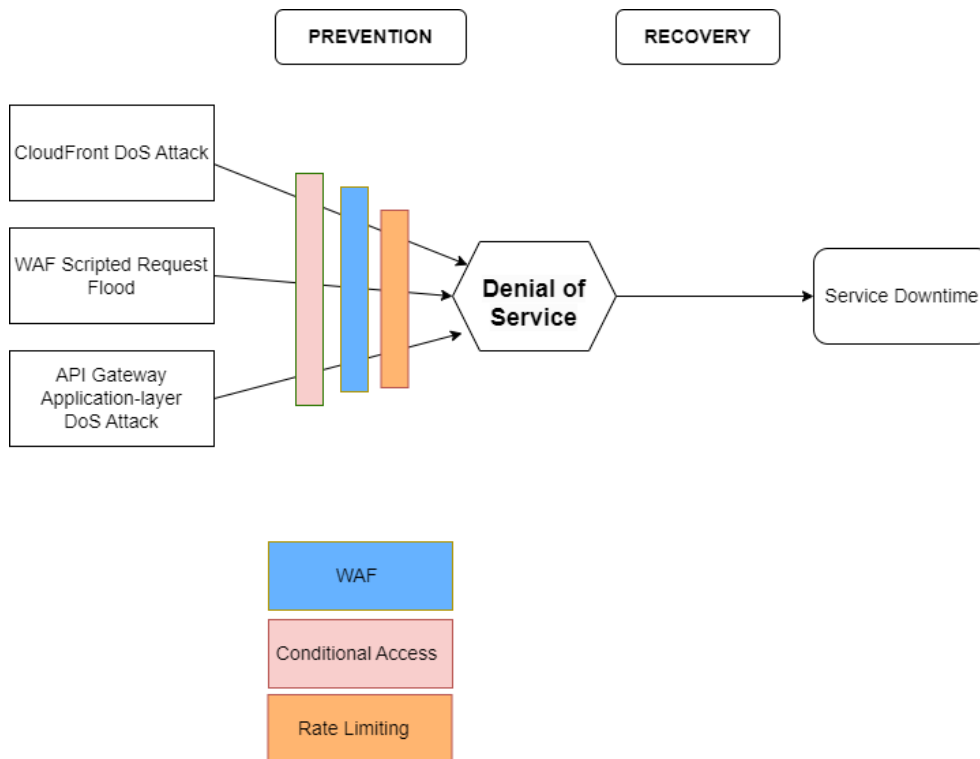 PREVENTION
RECOVERY
CloudFront DoS Attack
WAF Scripted Request
Flood
API Gateway
Application-layer
DoS Attack
Denial of
Service
Service Downtime
WAF
Conditional Access
Rate Limiting